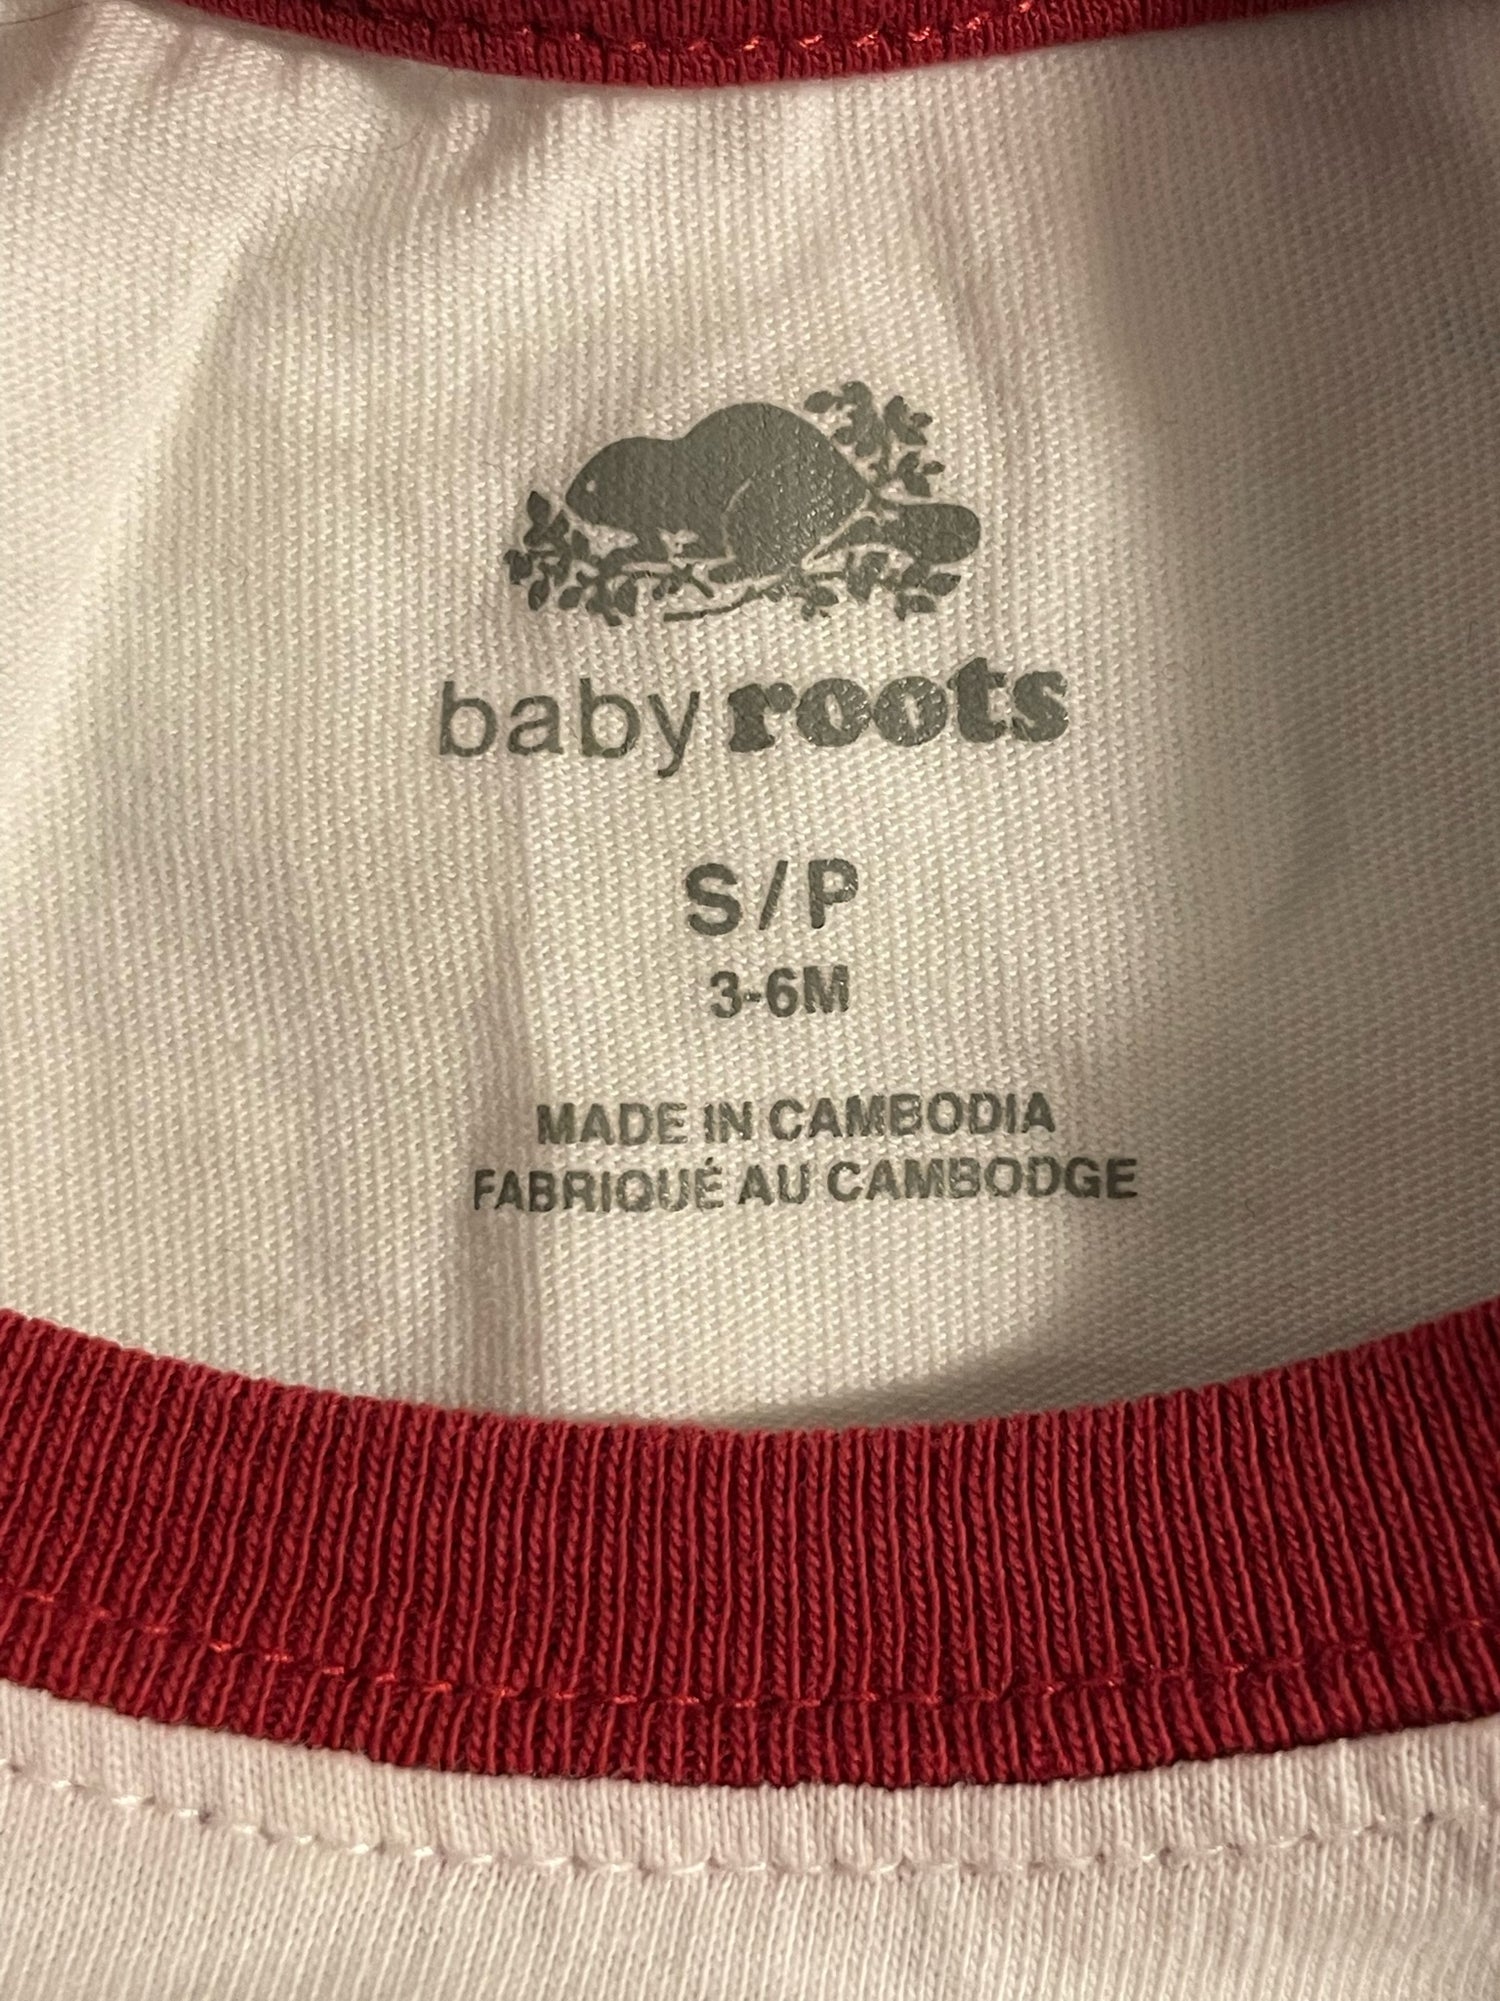 baby roots
S/P
3-6M
MADE IN CAMBODIA
FABRIQUÉ AU CAMBODGE